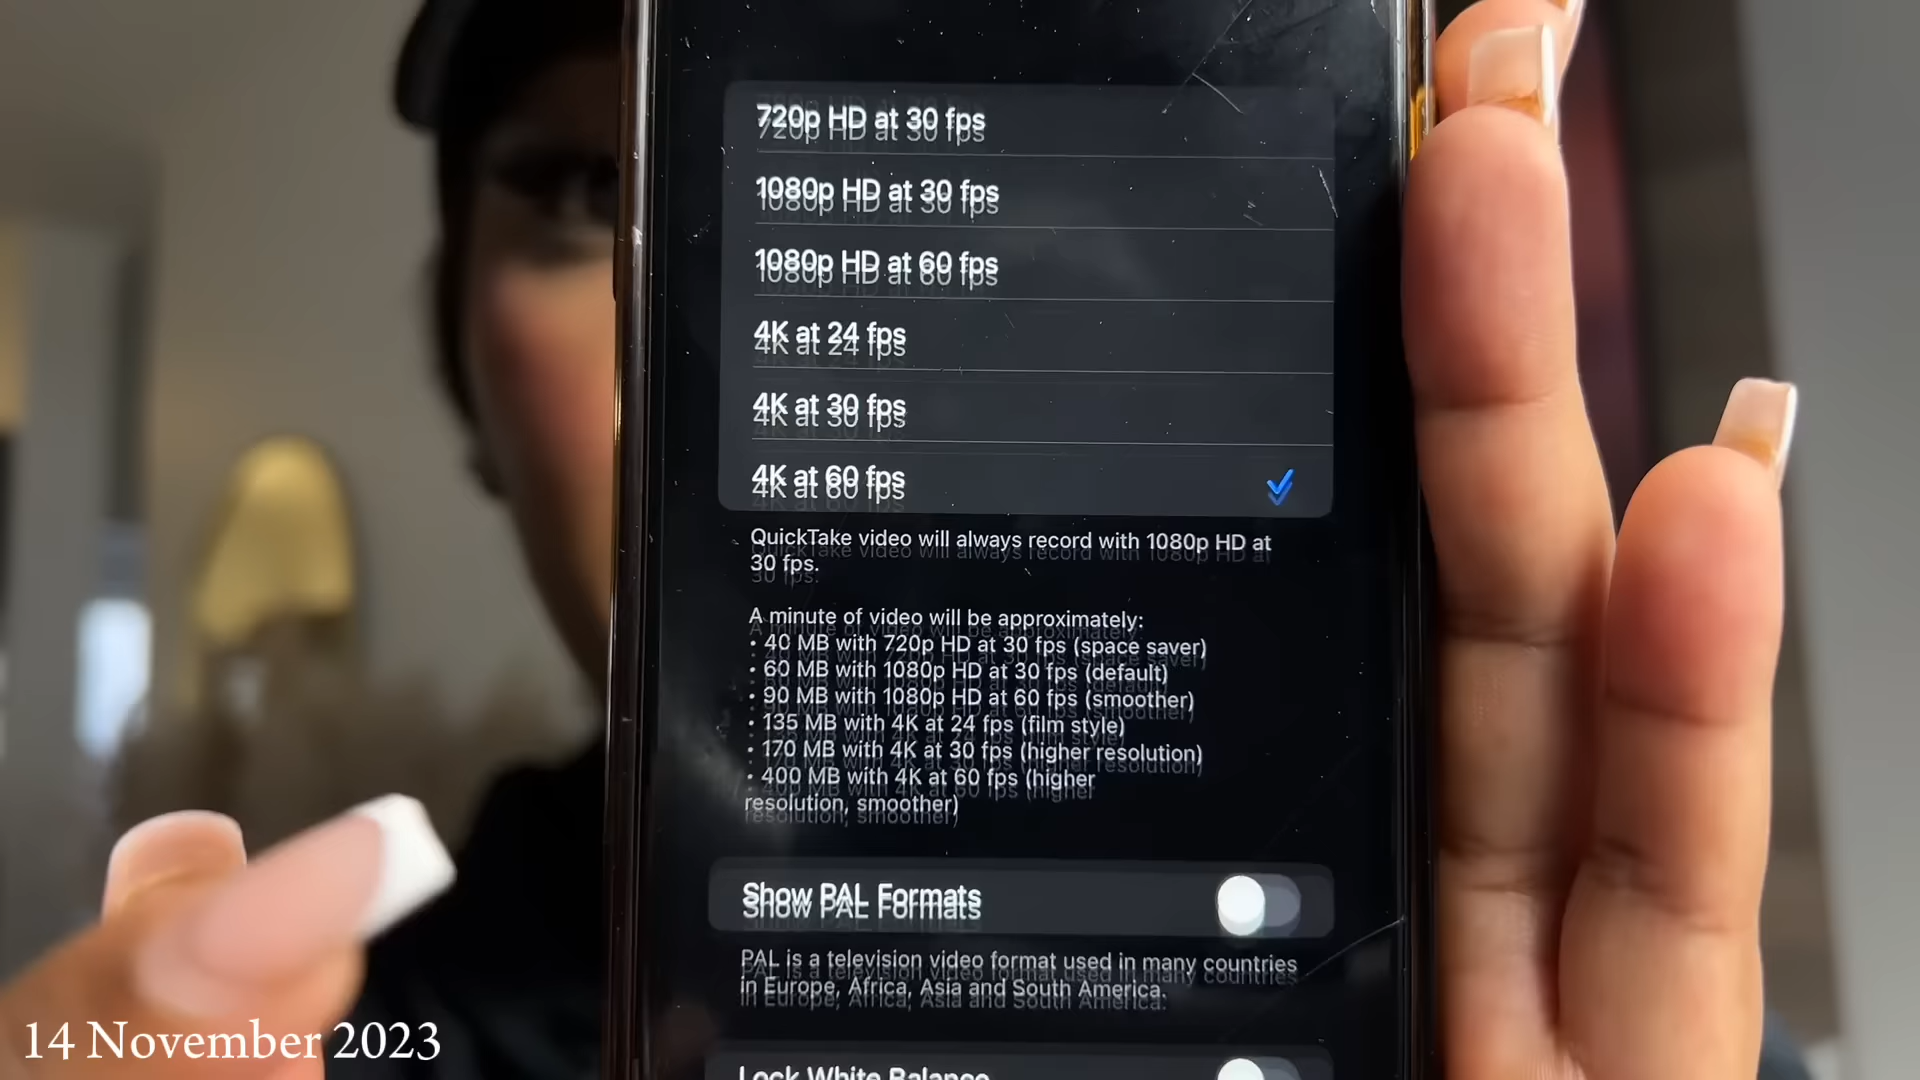 720p HD at 30 fps
1080p HD at 30 fps
1080p HD at 60 fps
4K at 24 fps
4K at 30 fps
4K at 60 fps
QuickTake video will always record with 1080p HD at
30 fps.
A minute of video will be approximately:
• 40 MB with 720p HD at 30 fps (space saver)
• 60 MB with 1080p HD at 30 fps (default)
• 90 MB with 1080p HD at 60 fps (smoother)
• 135 MB with 4K at 24 fps (film style)
• 170 MB with 4K at 30 fps (higher resolution)
• 400 MB with 4K at 60 fps (higher
resolution, smoother)
Show PAL Formats
PAL is a television video format used in many countries
in Europe, Africa, Asia and South America.
Lock White Balance
14 November 2023